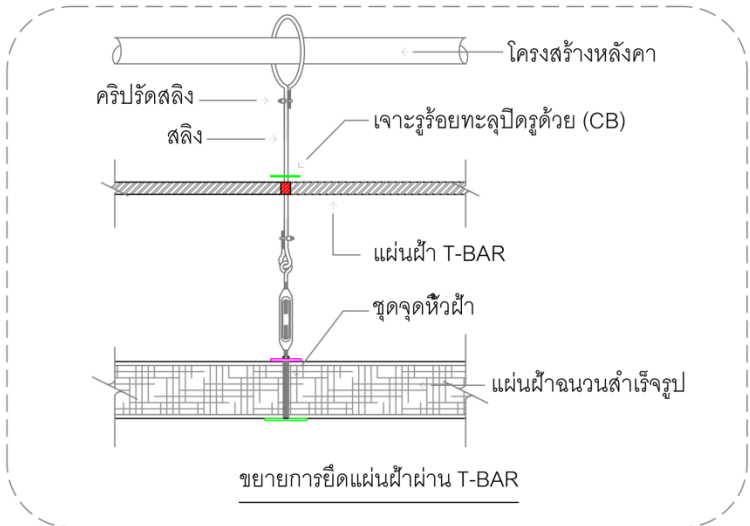 โครงสร้างหลังคา
คริปรัดสลิง
เจาะรูร้อยทะลุปิดรูด้วย (CB)
สลิง
แผ่นฝ้า T-BAR
ชุดจุดหิ้วฝ้า
แผ่นฝ้าฉนวนสำเร็จรูป
ขยายการยึดแผ่นฝ้าผ่าน T-BAR